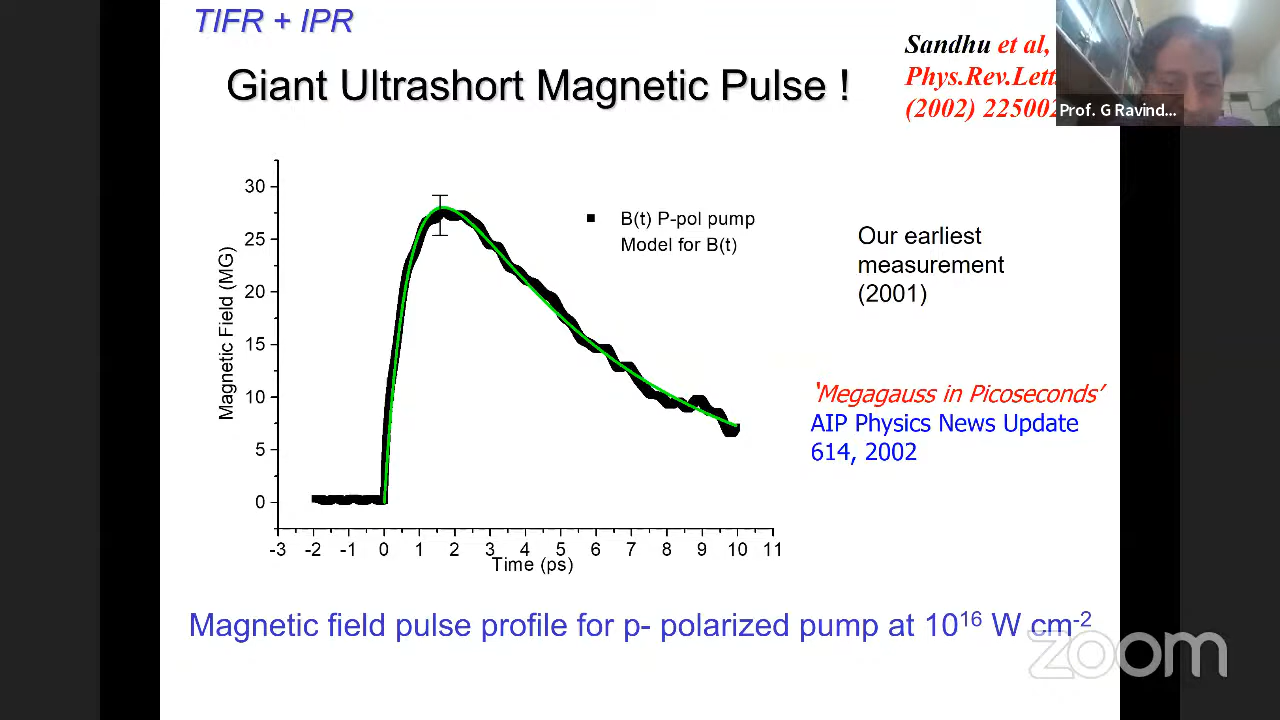 TIFR + IPR
Giant Ultrashort Magnetic Pulse !
Sandhu et al,
Phys.Rev.Lett.
(2002) 225002
Prof. G Ravind...
Magnetic Field (MG)
30
25
20
15
10
5
0
B(t) P-pol pump
Model for B(t)
Our earliest
measurement
(2001)
‘Megagauss in Picoseconds’
AIP Physics News Update
614, 2002
-3 -2 -1 0 1 2 3 4 5 6 7 8 9 10 11
Time (ps)
Magnetic field pulse profile for p- polarized pump at 10¹⁶ W cm⁻²
zoom